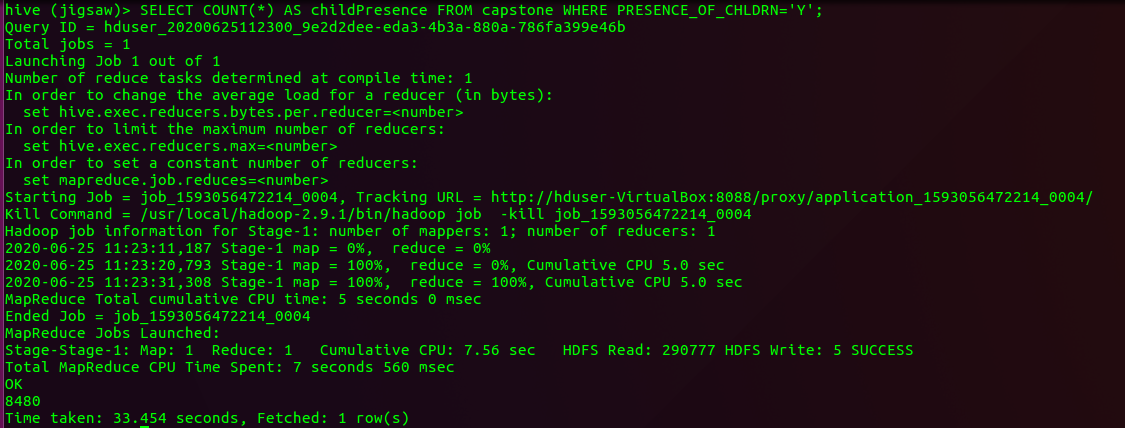 hive (jigsaw)> SELECT COUNT(*) AS childPresence FROM capstone WHERE PRESENCE_OF_CHLDRN='Y';
Query ID = hduser_20200625112300_9e2d2dee-eda3-4b3a-880a-786fa399e46b
Total jobs = 1
Launching Job 1 out of 1
Number of reduce tasks determined at compile time: 1
In order to change the average load for a reducer (in bytes):
  set hive.exec.reducers.bytes.per.reducer=<number>
In order to limit the maximum number of reducers:
  set hive.exec.reducers.max=<number>
In order to set a constant number of reducers:
  set mapreduce.job.reduces=<number>
Starting Job = job_1593056472214_0004, Tracking URL = http://hduser-VirtualBox:8088/proxy/application_1593056472214_0004/
Kill Command = /usr/local/hadoop-2.9.1/bin/hadoop job  -kill job_1593056472214_0004
Hadoop job information for Stage-1: number of mappers: 1; number of reducers: 1
2020-06-25 11:23:11,187 Stage-1 map = 0%,  reduce = 0%
2020-06-25 11:23:20,793 Stage-1 map = 100%,  reduce = 0%, Cumulative CPU 5.0 sec
2020-06-25 11:23:31,308 Stage-1 map = 100%,  reduce = 100%, Cumulative CPU 5.0 sec
MapReduce Total cumulative CPU time: 5 seconds 0 msec
Ended Job = job_1593056472214_0004
MapReduce Jobs Launched:
Stage-Stage-1: Map: 1  Reduce: 1   Cumulative CPU: 7.56 sec   HDFS Read: 290777 HDFS Write: 5 SUCCESS
Total MapReduce CPU Time Spent: 7 seconds 560 msec
OK
8480
Time taken: 33.454 seconds, Fetched: 1 row(s)